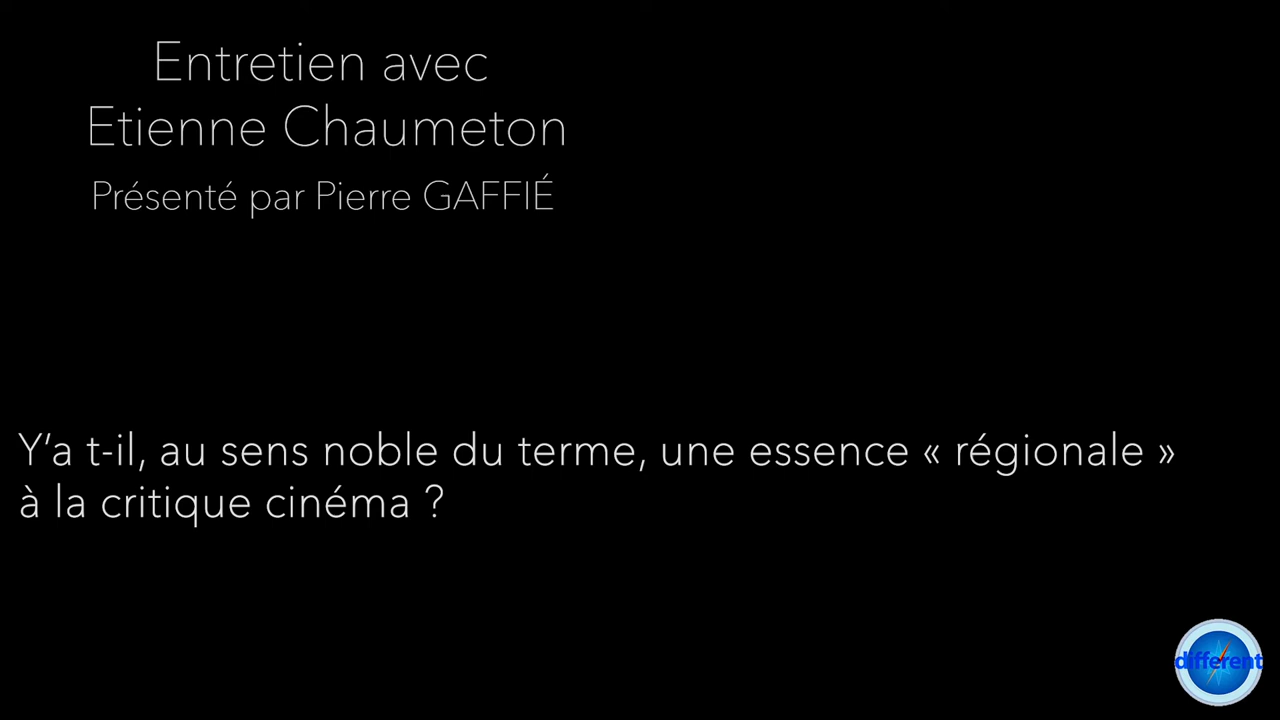 Entretien avec
Etienne Chaumeton
Présenté par Pierre GAFFIÉ
Y‘a t-il, au sens noble du terme, une essence « régionale »
à la critique cinéma ?
different